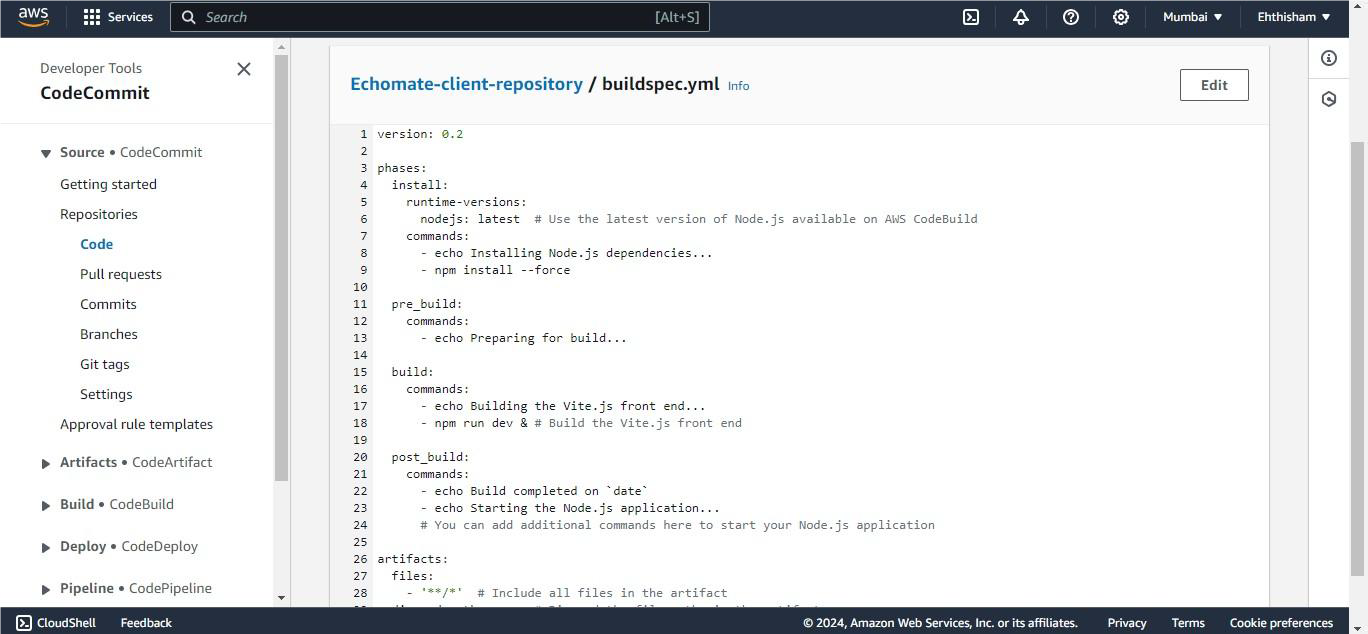 aws
Services
Search
[Alt+S]
Mumbai ▼
Ehthisham ▼
Developer Tools
CodeCommit
Source • CodeCommit
Getting started
Repositories
Code
Pull requests
Commits
Branches
Git tags
Settings
Approval rule templates
Artifacts • CodeArtifact
Build • CodeBuild
Deploy • CodeDeploy
Pipeline • CodePipeline
Echomate-client-repository / buildspec.yml Info
Edit
1 version: 0.2
2
3 phases:
4   install:
5     runtime-versions:
6       nodejs: latest  # Use the latest version of Node.js available on AWS CodeBuild
7     commands:
8       - echo Installing Node.js dependencies...
9       - npm install --force
10
11   pre_build:
12     commands:
13       - echo Preparing for build...
14
15   build:
16     commands:
17       - echo Building the Vite.js front end...
18       - npm run dev & # Build the Vite.js front end
19
20   post_build:
21     commands:
22       - echo Build completed on `date`
23       - echo Starting the Node.js application...
24       # You can add additional commands here to start your Node.js application
25
26 artifacts:
27   files:
28     - '**/*'  # Include all files in the artifact
CloudShell
Feedback
© 2024, Amazon Web Services, Inc. or its affiliates.
Privacy
Terms
Cookie preferences